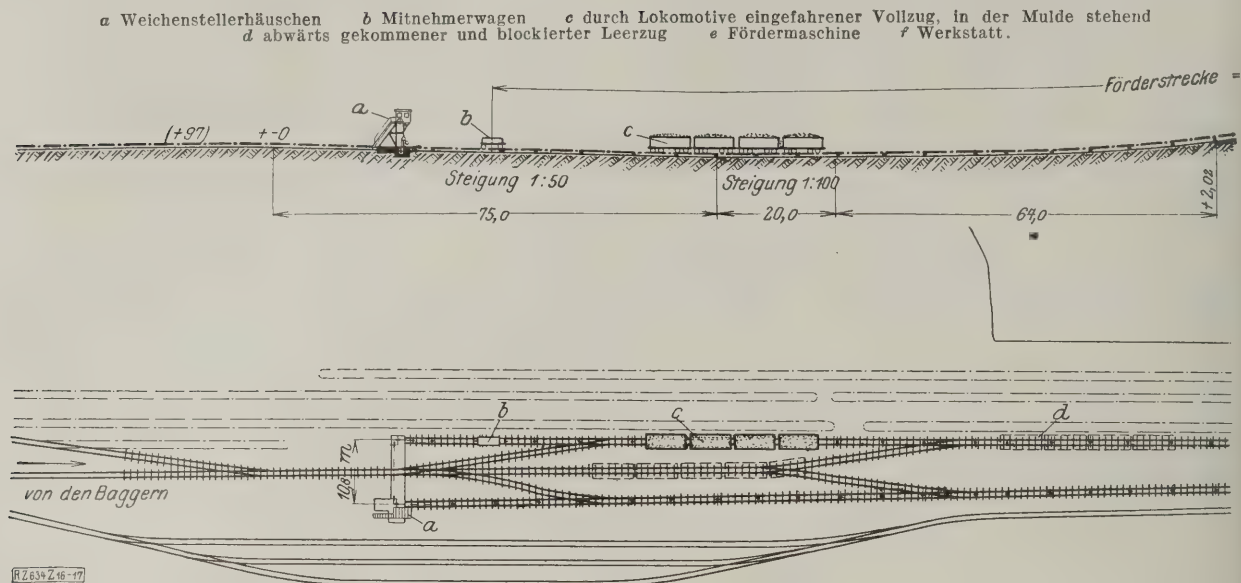 a Weichenstellerhäuschen b Mitnehmerwagen c durch Lokomotive eingefahrener Vollzug, in der Mulde stehend
d abwärts gekommener und blockierter Leerzug e Fördermaschine f Werkstatt.
Förderstrecke =
a
b
c
(+97) +-0
Steigung 1:50 Steigung 1:100
75,0 20,0 64,0
+2,02
b c d
10,8 m
von den Baggern
a
RZ634Z16-17